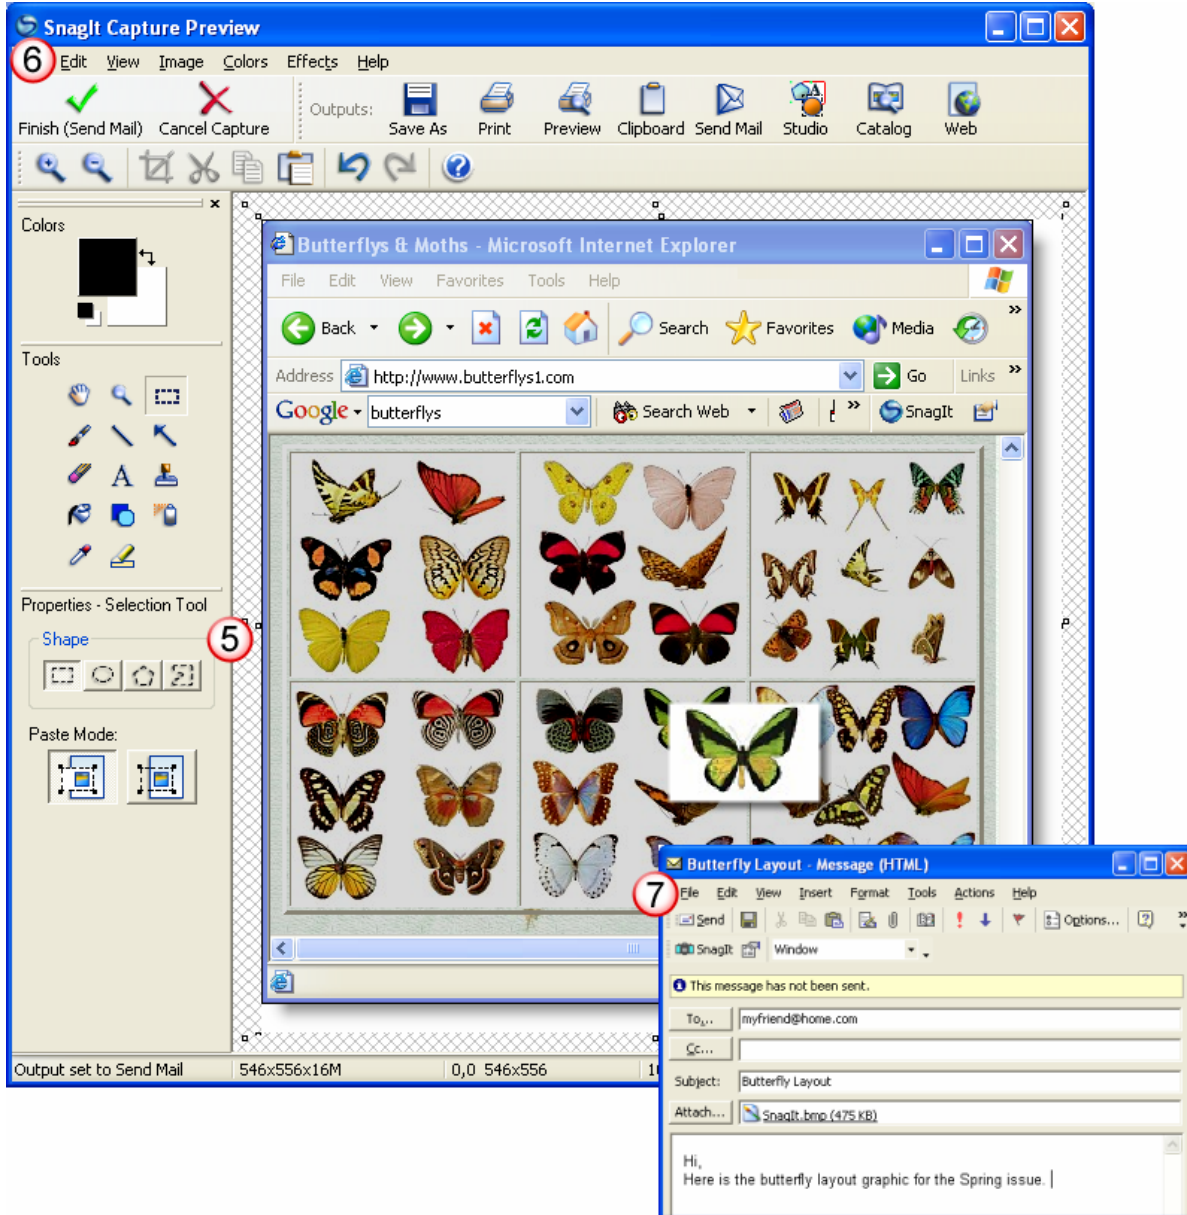 SnagIt Capture Preview
6 Edit View Image Colors Effects Help
Finish (Send Mail) Cancel Capture Outputs: Save As Print Preview Clipboard Send Mail Studio Catalog Web
Colors
Tools
Properties - Selection Tool
Shape
5
Paste Mode:
Butterflys & Moths - Microsoft Internet Explorer
File Edit View Favorites Tools Help
Back Search Favorites Media
Address http://www.butterflys1.com Go Links
Google butterflys Search Web SnagIt
Output set to Send Mail 546x556x16M 0,0 546x556
Butterfly Layout - Message (HTML)
7 File Edit View Insert Format Tools Actions Help
Send Options...
SnagIt Window
This message has not been sent.
To... myfriend@home.com
Cc...
Subject: Butterfly Layout
Attach... SnagIt.bmp (475 KB)
Hi,
Here is the butterfly layout graphic for the Spring issue.